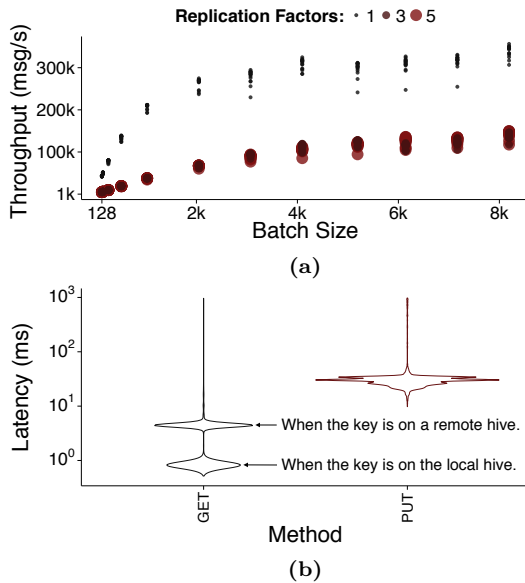 (a)
Replication Factors: 1 3 5
Throughput (msg/s)
300k
200k
100k
1k
128 2k 4k 6k 8k
Batch Size
(a)
Latency (ms)
10³
10²
10¹
10⁰
When the key is on a remote hive.
When the key is on the local hive.
GET PUT
Method
(b)